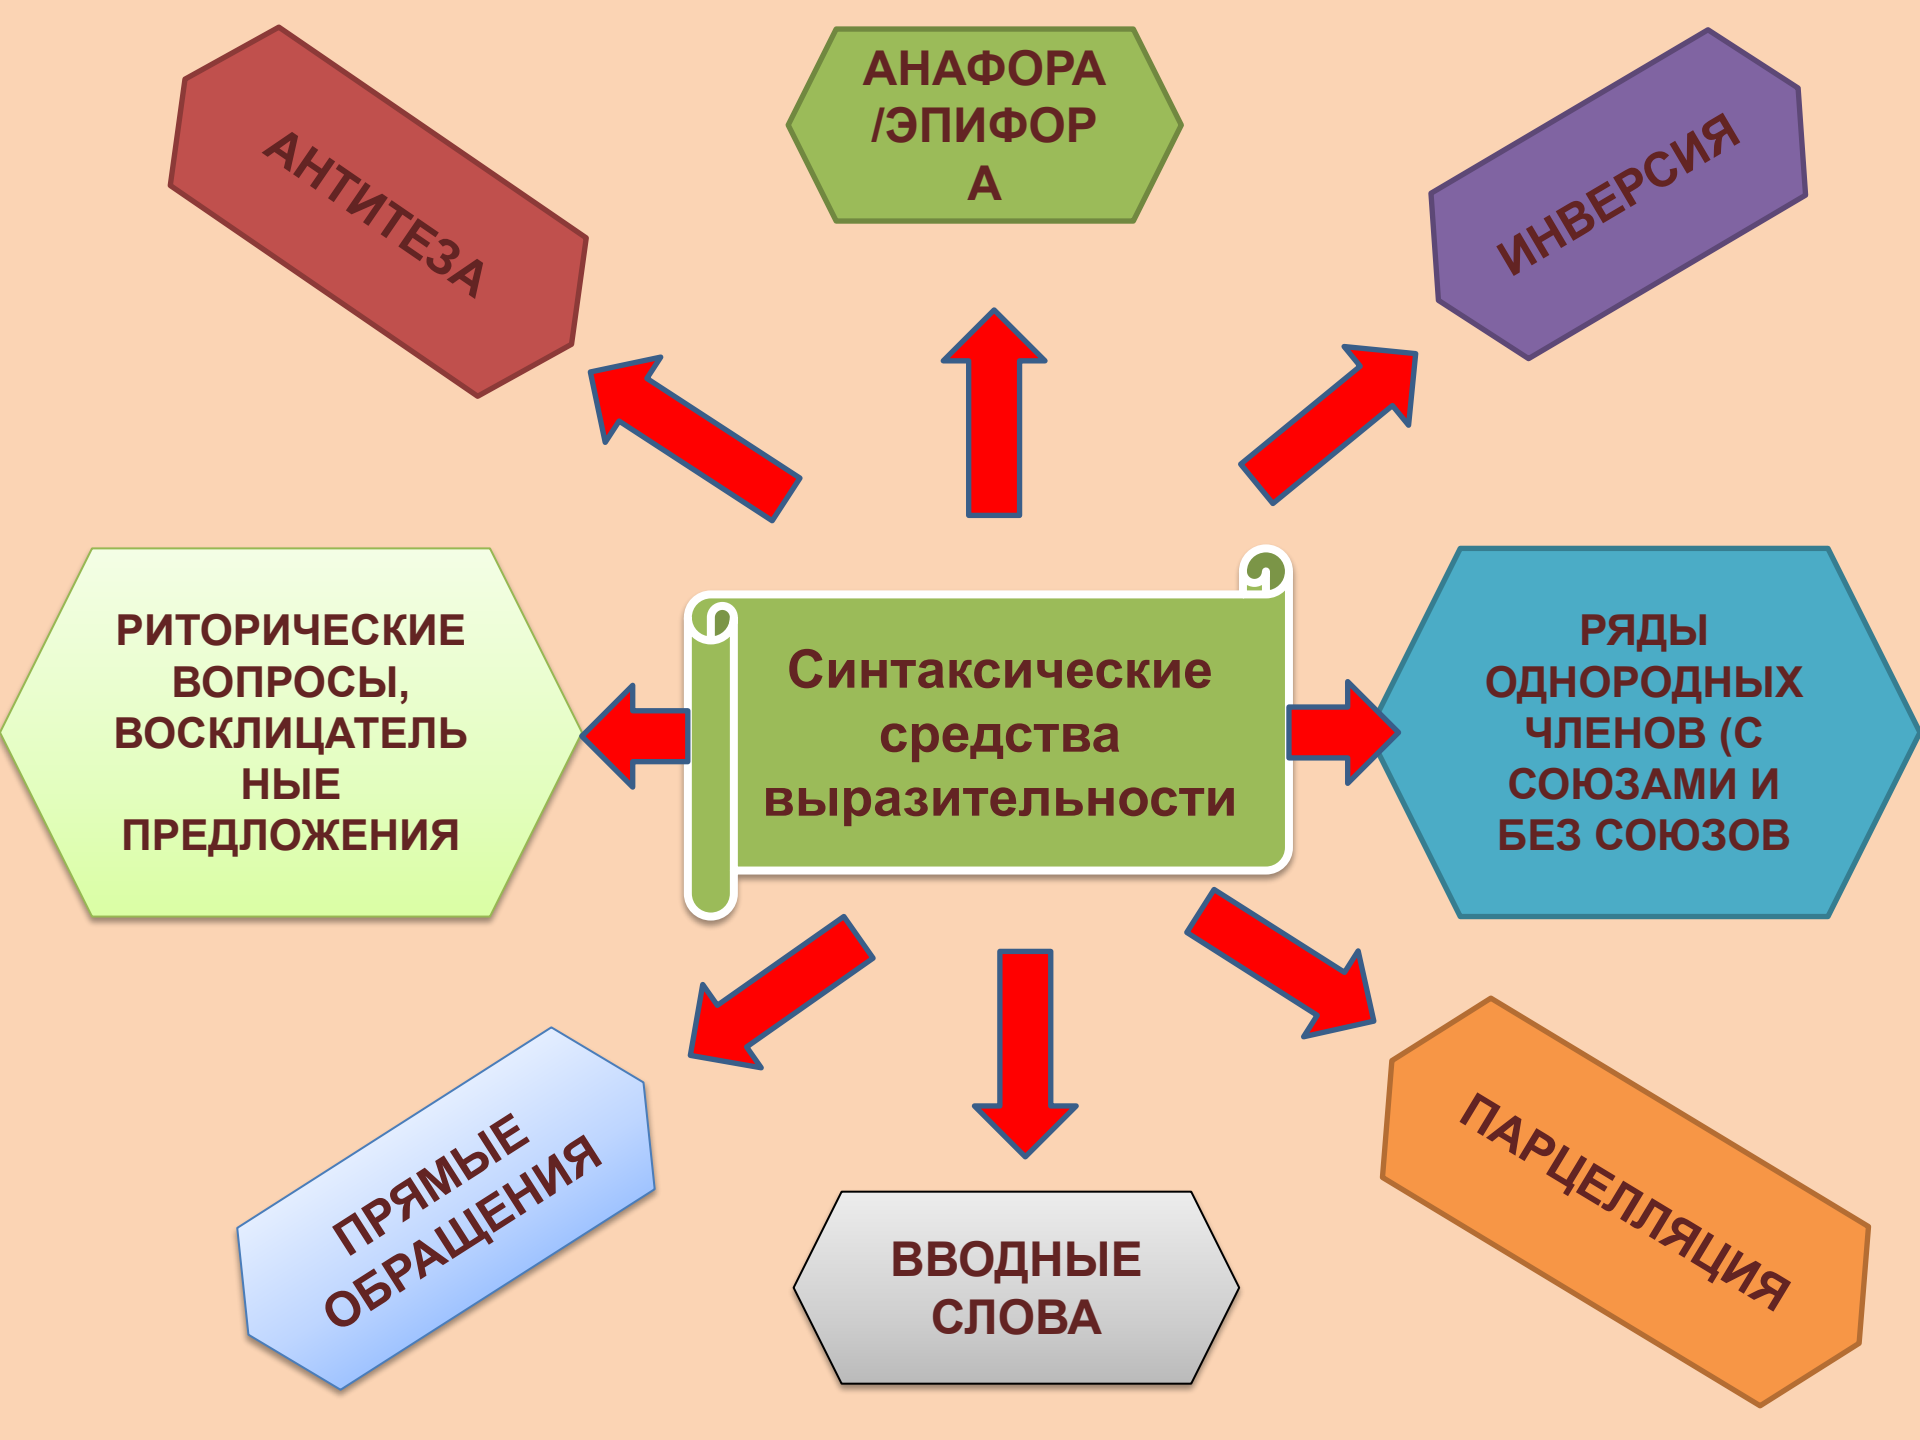 АНТИТЕЗА
АНАФОРА
/ЭПИФОР
А
ИНВЕРСИЯ
РИТОРИЧЕСКИЕ
ВОПРОСЫ,
ВОСКЛИЦАТЕЛЬ
НЫЕ
ПРЕДЛОЖЕНИЯ
Синтаксические
средства
выразительности
РЯДЫ
ОДНОРОДНЫХ
ЧЛЕНОВ (С
СОЮЗАМИ И
БЕЗ СОЮЗОВ
ПРЯМЫЕ
ОБРАЩЕНИЯ
ВВОДНЫЕ
СЛОВА
ПАРЦЕЛЛЯЦИЯ